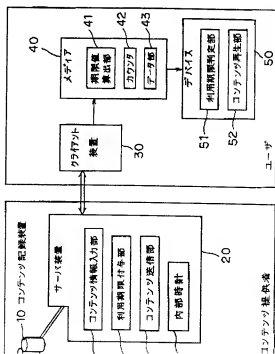 40
メディア
41
期限値
算出部
42
カウンタ
43
データ部
クライアント
装置
30
デバイス
50
利用期限判定部
コンテンツ再生部
51
52
ユーザ
10 コンテンツ記録装置
サーバ装置
コンテンツ情報入力部
利用期限付与部
コンテンツ送信部
内部時計
20
コンテンツ提供者